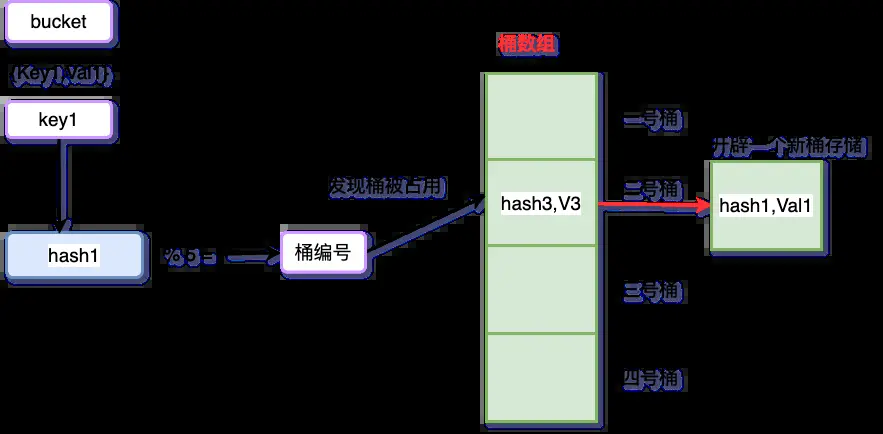 bucket
{Key1,Val1}
key1
hash1
% B =
桶编号
发现桶被占用
桶数组
hash3,V3
一号桶
二号桶
三号桶
四号桶
开辟一个新桶存储
hash1,Val1